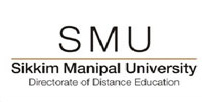 SMU
Sikkim Manipal University
Directorate of Distance Education